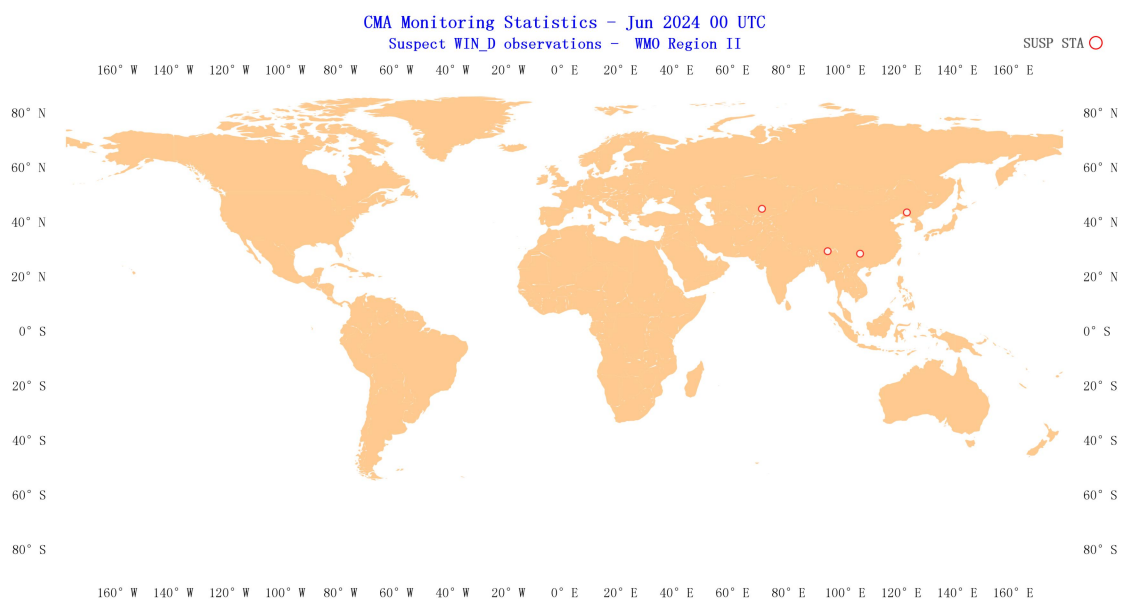 CMA Monitoring Statistics - Jun 2024 00 UTC
Suspect WIN_D observations - WMO Region II
SUSP STA
160° W 140° W 120° W 100° W 80° W 60° W 40° W 20° W 0° E 20° E 40° E 60° E 80° E 100° E 120° E 140° E 160° E
80° N 80° N
60° N 60° N
40° N 40° N
20° N 20° N
0° S 0° S
20° S 20° S
40° S 40° S
60° S 60° S
80° S 80° S
160° W 140° W 120° W 100° W 80° W 60° W 40° W 20° W 0° E 20° E 40° E 60° E 80° E 100° E 120° E 140° E 160° E